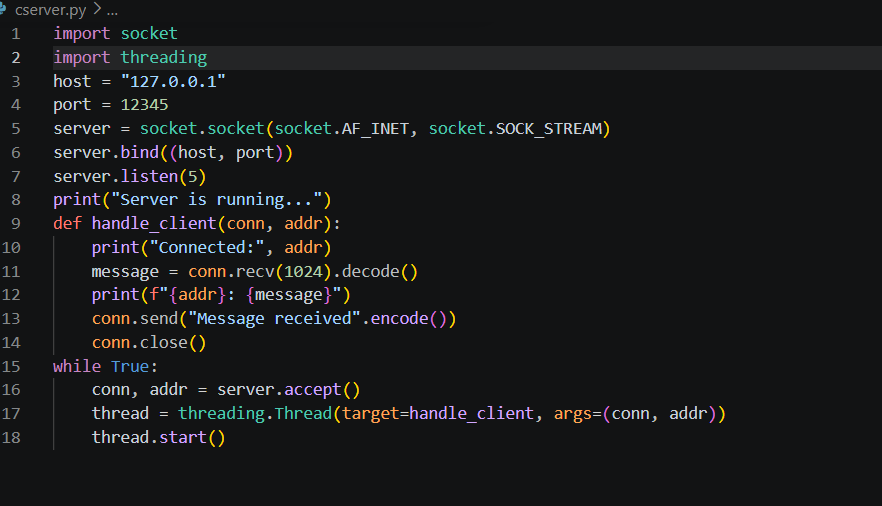 cserver.py > ...
1 import socket
2 import threading
3 host = "127.0.0.1"
4 port = 12345
5 server = socket.socket(socket.AF_INET, socket.SOCK_STREAM)
6 server.bind((host, port))
7 server.listen(5)
8 print("Server is running...")
9 def handle_client(conn, addr):
10     print("Connected:", addr)
11     message = conn.recv(1024).decode()
12     print(f"{addr}: {message}")
13     conn.send("Message received".encode())
14     conn.close()
15 while True:
16     conn, addr = server.accept()
17     thread = threading.Thread(target=handle_client, args=(conn, addr))
18     thread.start()